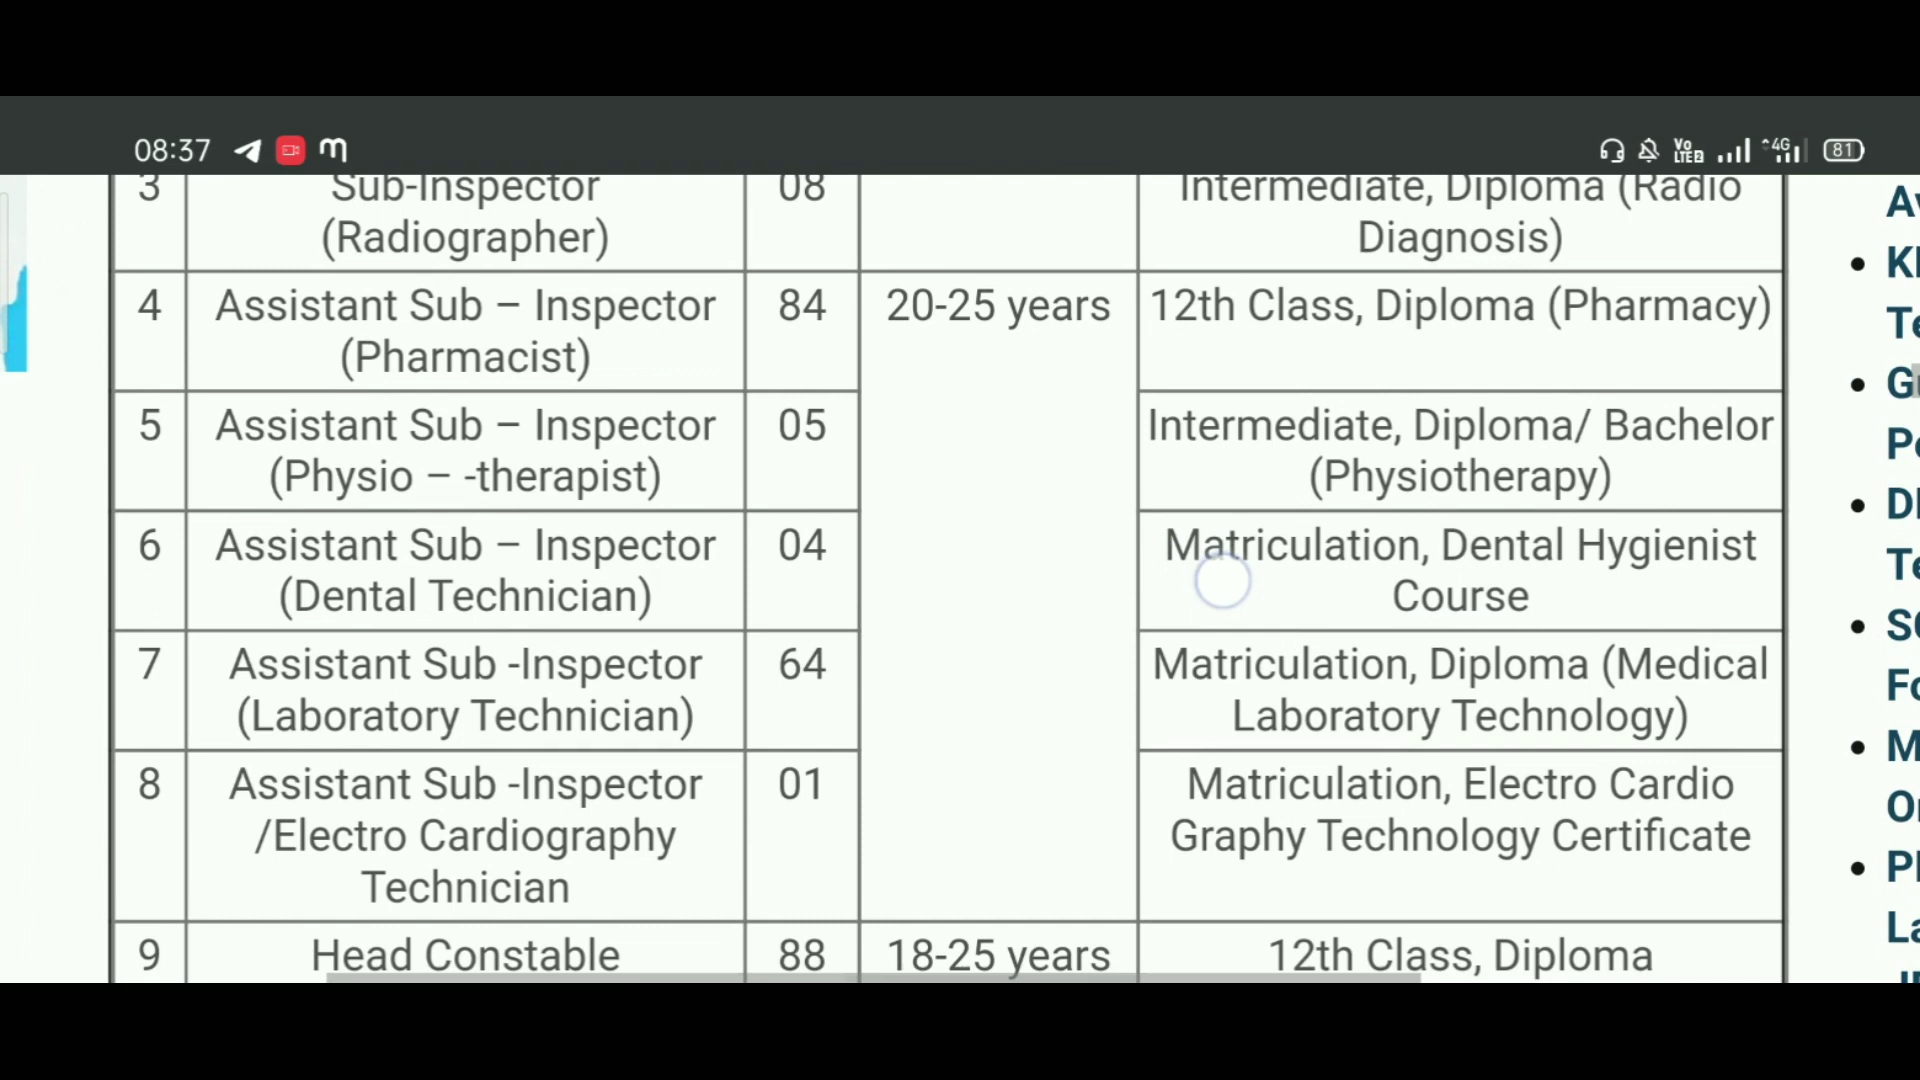 08:37
Vo
LTE2
4G
81
3 Sub-Inspector 08 Intermediate, Diploma (Radio
(Radiographer) Diagnosis)
4 Assistant Sub – Inspector 84 20-25 years 12th Class, Diploma (Pharmacy)
(Pharmacist)
5 Assistant Sub – Inspector 05 Intermediate, Diploma/ Bachelor
(Physio – -therapist) (Physiotherapy)
6 Assistant Sub – Inspector 04 Matriculation, Dental Hygienist
(Dental Technician) Course
7 Assistant Sub -Inspector 64 Matriculation, Diploma (Medical
(Laboratory Technician) Laboratory Technology)
8 Assistant Sub -Inspector 01 Matriculation, Electro Cardio
/Electro Cardiography Graphy Technology Certificate
Technician
9 Head Constable 88 18-25 years 12th Class, Diploma